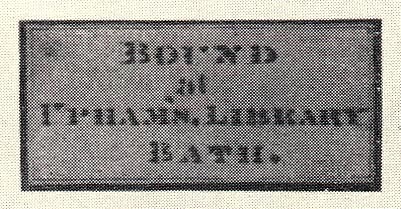 BOUND
at
UPHAM'S, LIBRARY,
BATH.